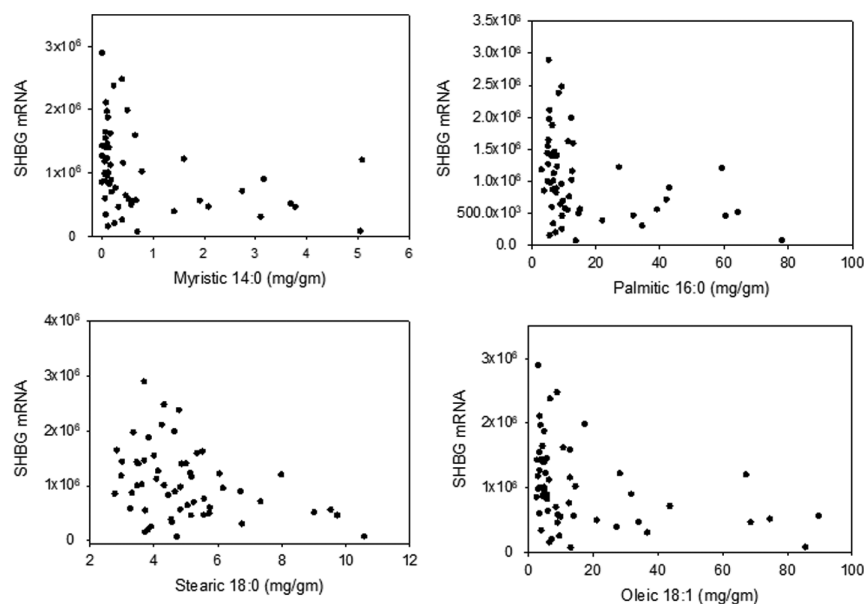 SHBG mRNA
3x10⁶
2x10⁶
1x10⁶
0
0 1 2 3 4 5 6
Myristic 14:0 (mg/gm)
SHBG mRNA
3.5x10⁶
3.0x10⁶
2.5x10⁶
2.0x10⁶
1.5x10⁶
1.0x10⁶
500.0x10³
0.0
0 20 40 60 80 100
Palmitic 16:0 (mg/gm)
SHBG mRNA
4x10⁶
3x10⁶
2x10⁶
1x10⁶
0
2 4 6 8 10 12
Stearic 18:0 (mg/gm)
SHBG mRNA
3x10⁶
2x10⁶
1x10⁶
0
0 20 40 60 80 100
Oleic 18:1 (mg/gm)